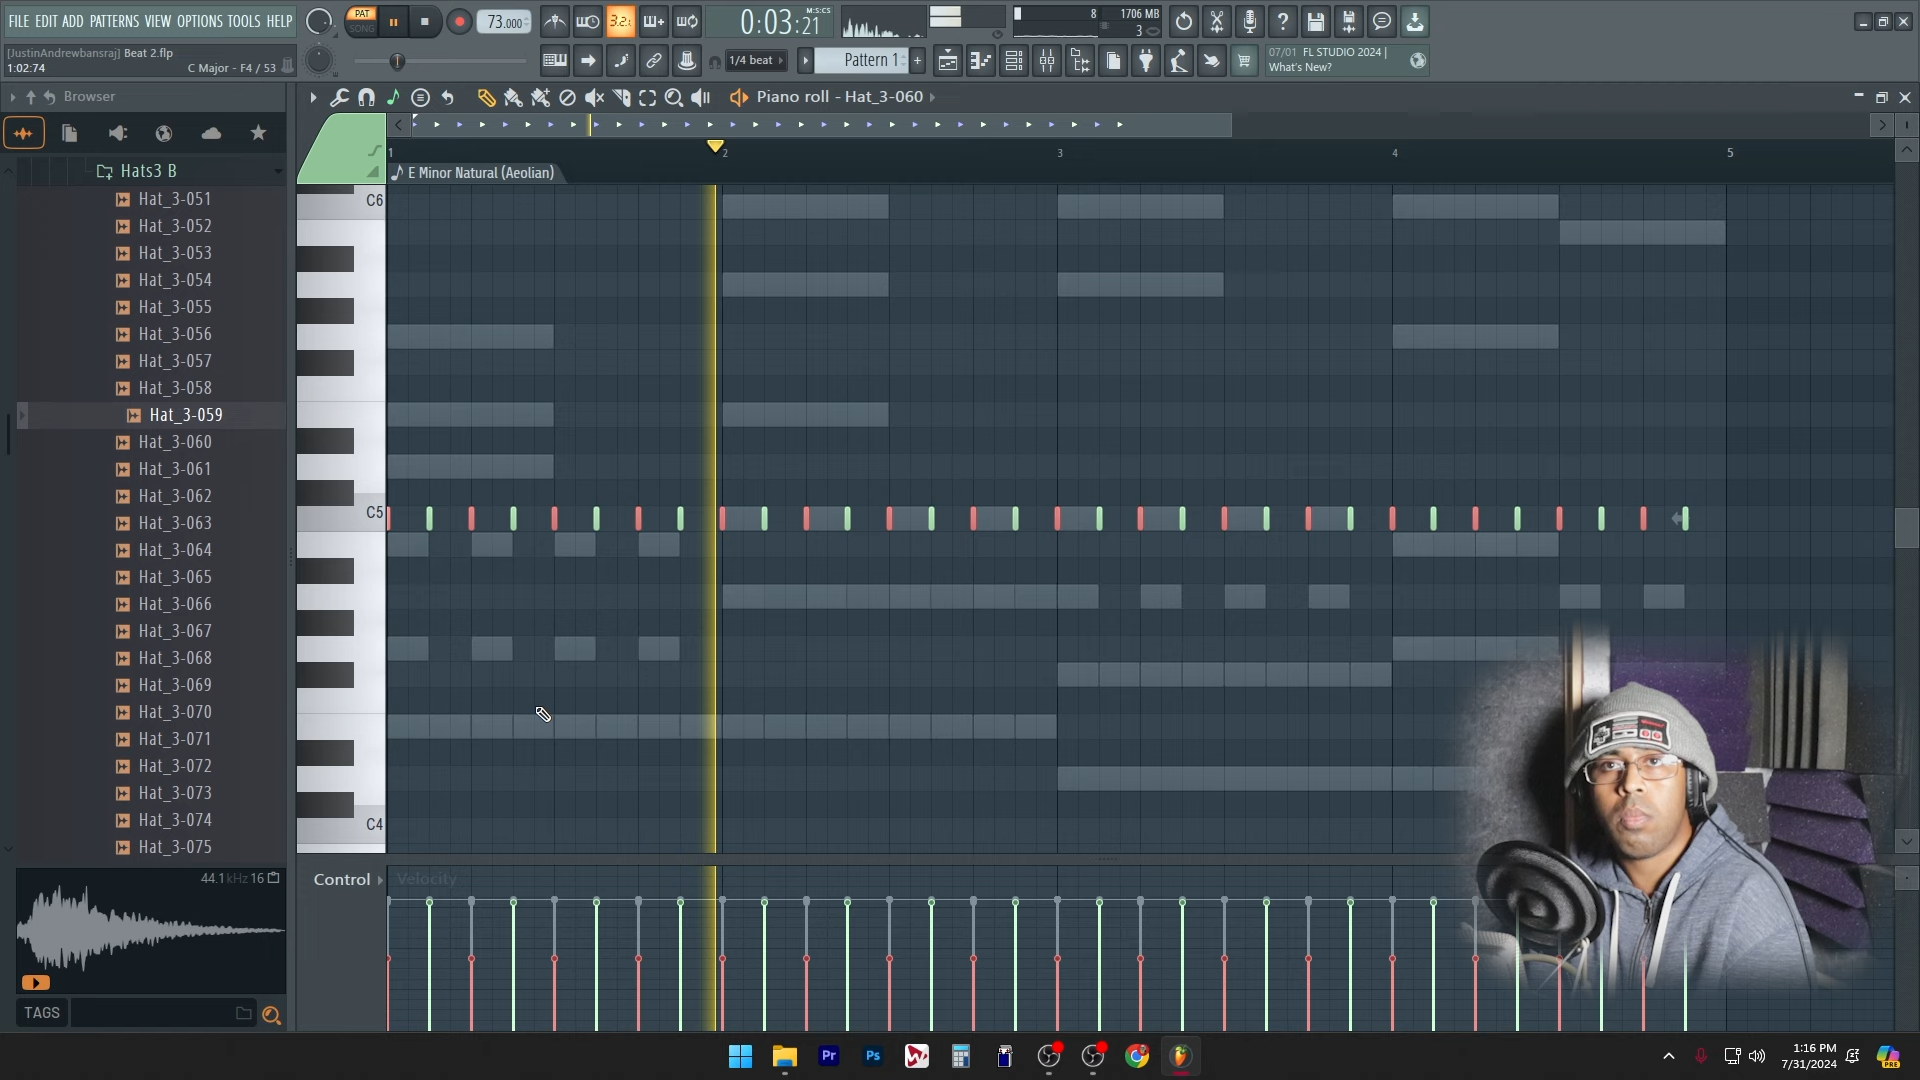 FILE EDIT ADD PATTERNS VIEW OPTIONS TOOLS HELP
[JustinAndrewbansraj] Beat 2.flp
1:02:74
C Major - F4 / 53
PAT
SONG
73.000
3.2
0:03:21
M:S:CS
8
1706 MB
3
1/4 beat
Pattern 1
07/01 FL STUDIO 2024 |
What's New?
Browser
Piano roll - Hat_3-060
Hats3 B
Hat_3-051
Hat_3-052
Hat_3-053
Hat_3-054
Hat_3-055
Hat_3-056
Hat_3-057
Hat_3-058
Hat_3-059
Hat_3-060
Hat_3-061
Hat_3-062
Hat_3-063
Hat_3-064
Hat_3-065
Hat_3-066
Hat_3-067
Hat_3-068
Hat_3-069
Hat_3-070
Hat_3-071
Hat_3-072
Hat_3-073
Hat_3-074
Hat_3-075
44.1kHz 16
TAGS
1
2
3
4
5
E Minor Natural (Aeolian)
C6
C5
C4
Control
Velocity
Pr
Ps
1:16 PM
7/31/2024
PRE